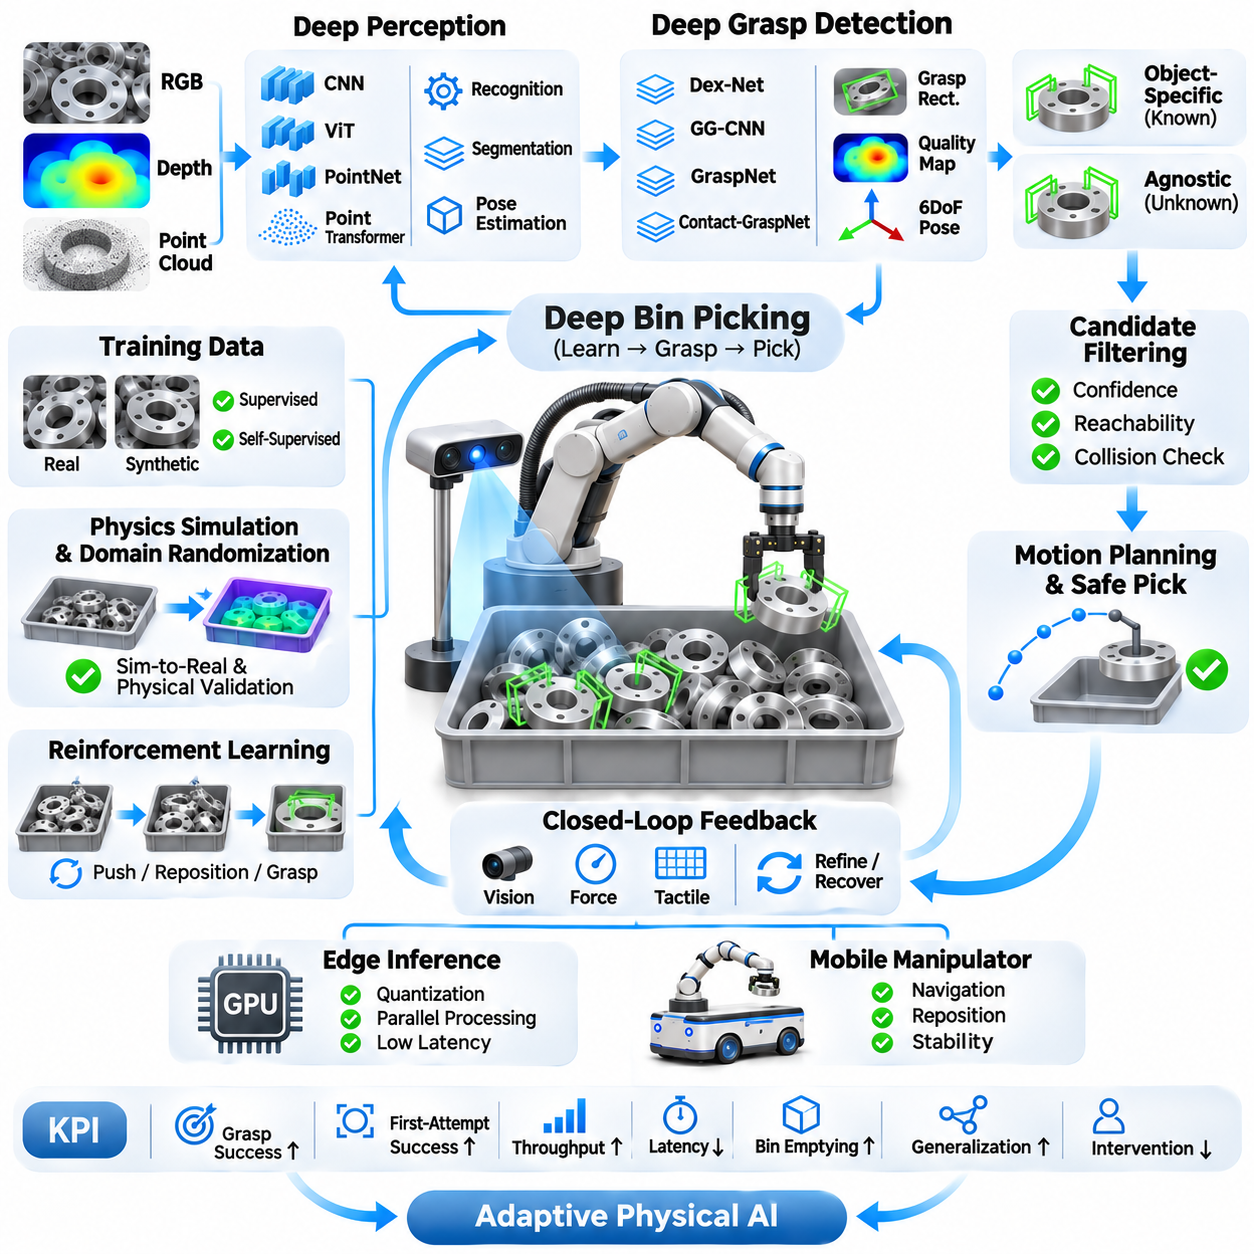 Deep Perception
Deep Grasp Detection
RGB
Depth
Point
Cloud
CNN
ViT
PointNet
Point
Transformer
Recognition
Segmentation
Pose
Estimation
Dex-Net
GG-CNN
GraspNet
Contact-GraspNet
Grasp
Rect.
Quality
Map
6DoF
Pose
Object-
Specific
(Known)
Agnostic
(Unknown)
Deep Bin Picking
(Learn → Grasp → Pick)
Candidate
Filtering
Confidence
Reachability
Collision Check
Training Data
Real
Synthetic
Supervised
Self-Supervised
Physics Simulation
& Domain Randomization
Sim-to-Real &
Physical Validation
Motion Planning
& Safe Pick
Reinforcement Learning
Push / Reposition / Grasp
Closed-Loop Feedback
Vision
Force
Tactile
Refine /
Recover
GPU
Edge Inference
Quantization
Parallel Processing
Low Latency
Mobile Manipulator
Navigation
Reposition
Stability
KPI
Grasp
Success ↑
First-Attempt
Success ↑
Throughput ↑
Latency ↓
Bin Emptying ↑
Generalization ↑
Intervention ↓
Adaptive Physical AI